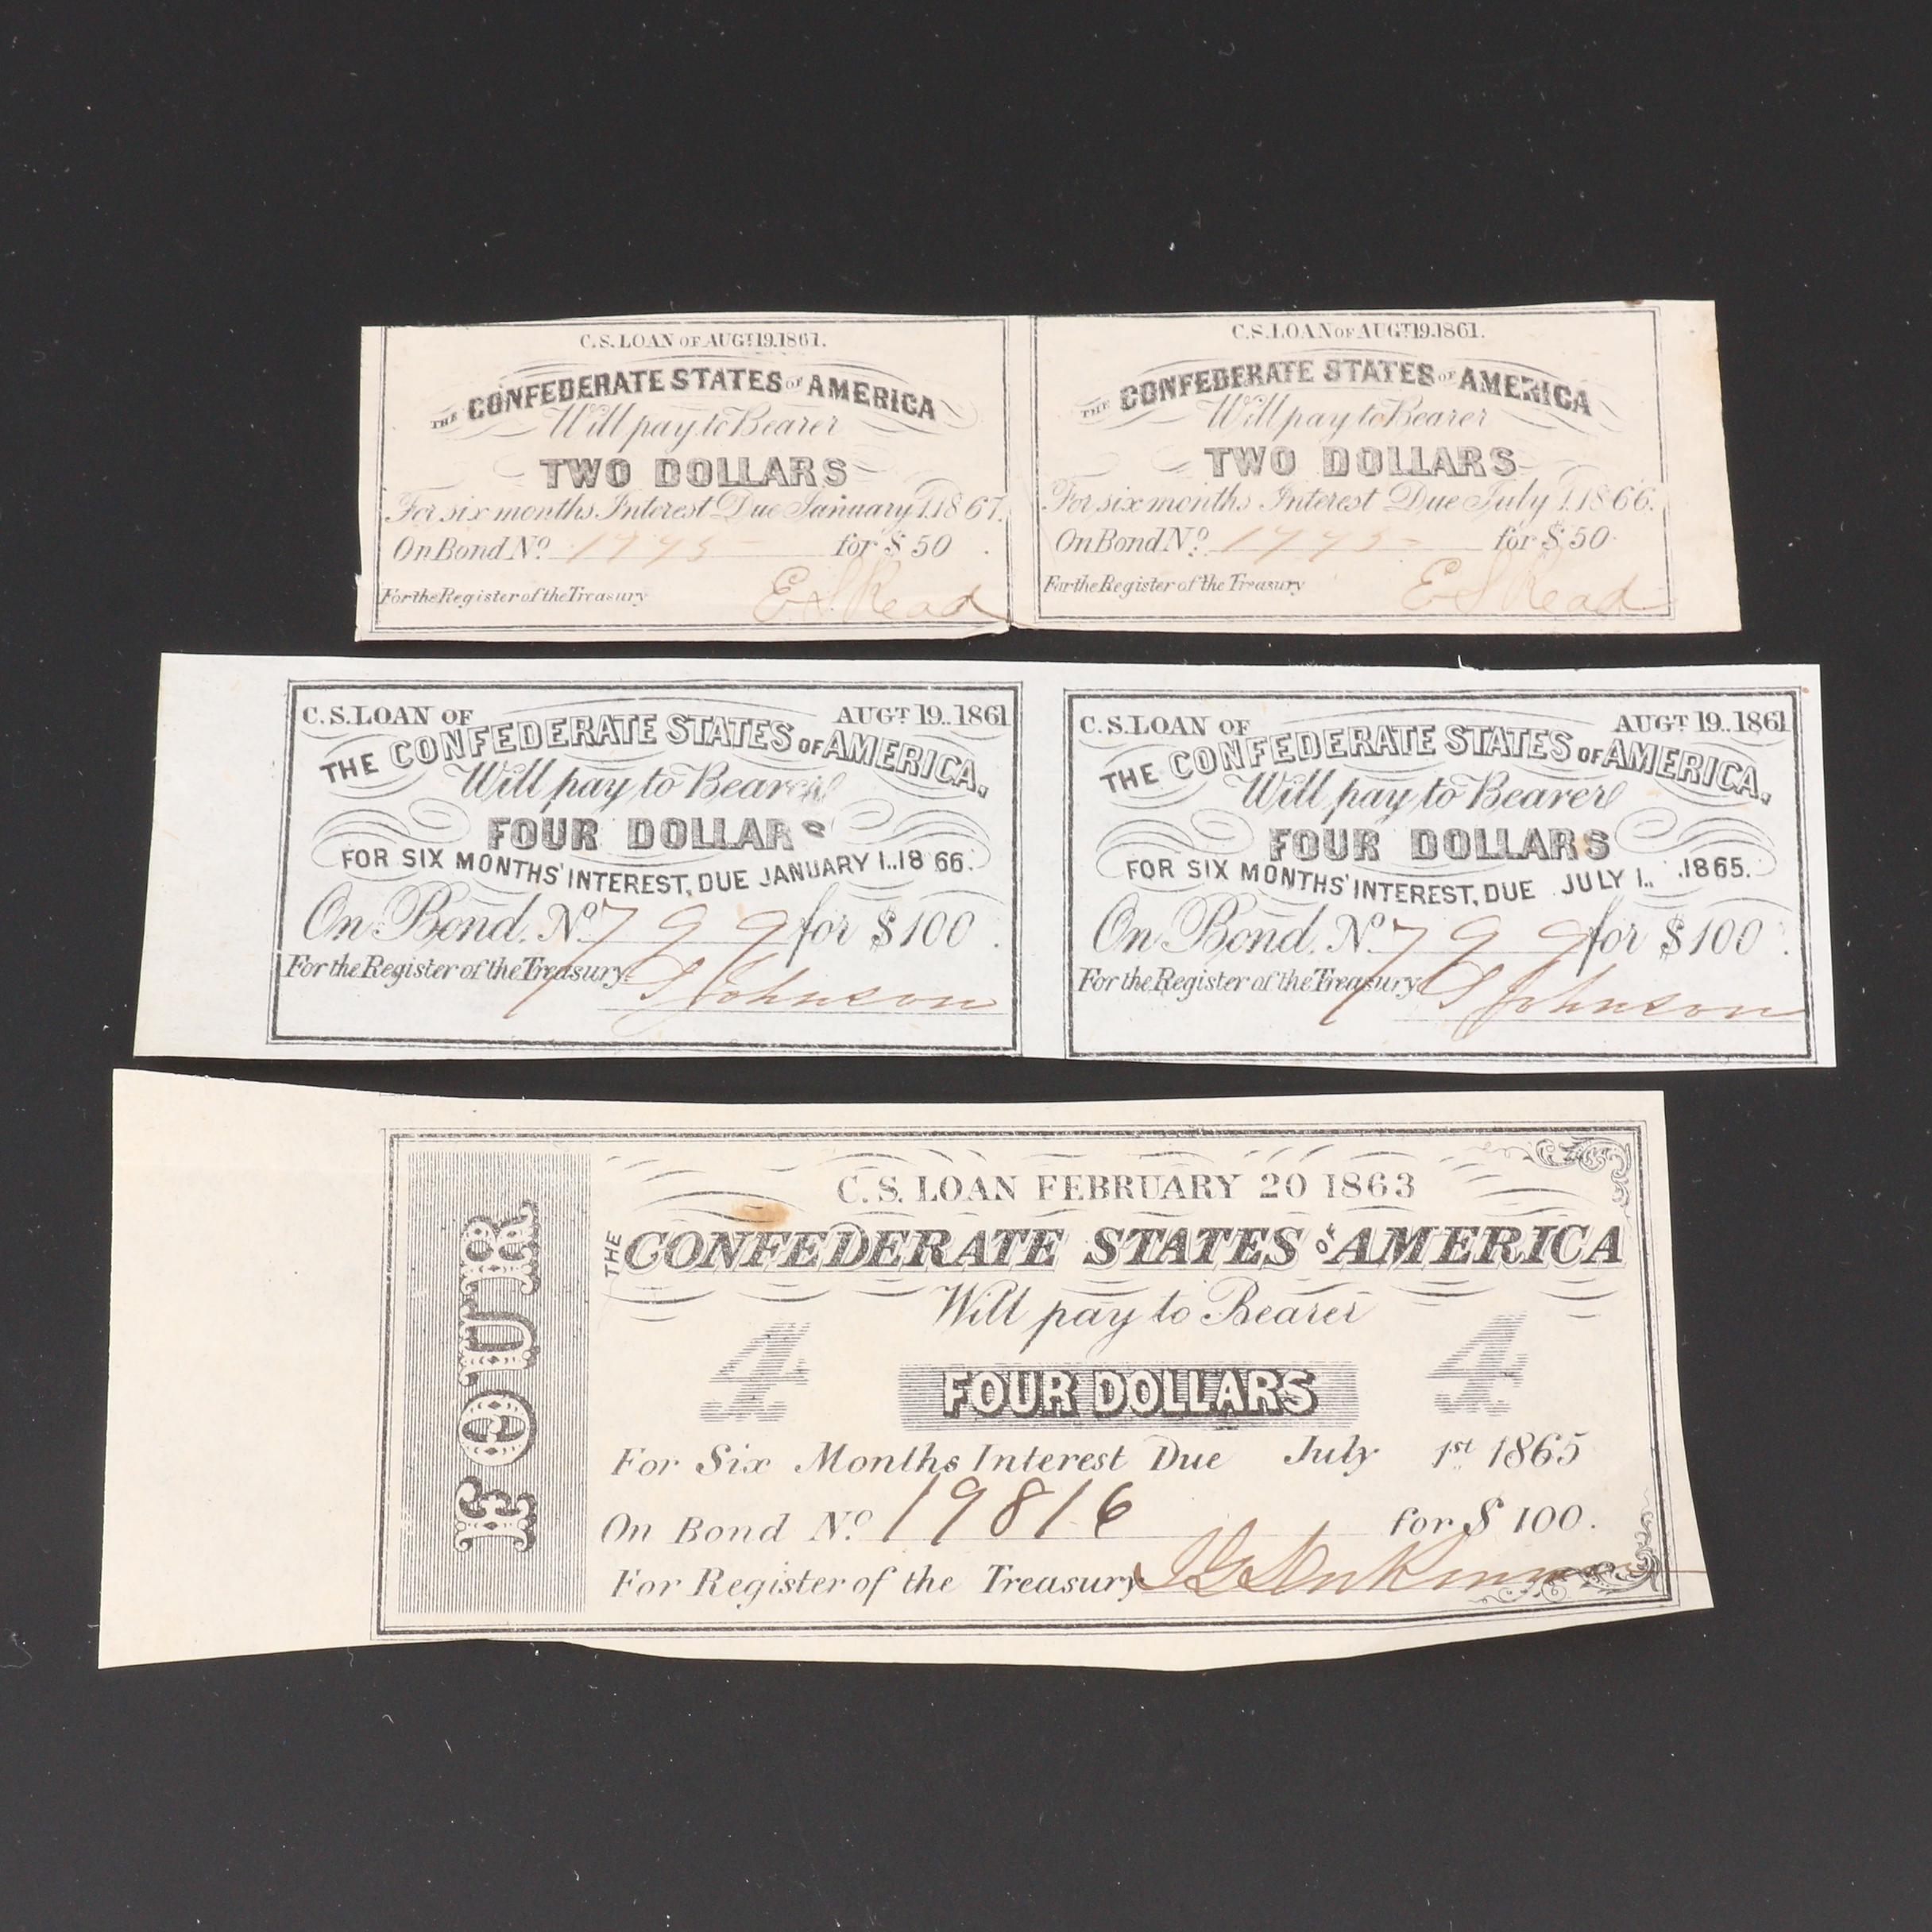 C.S. LOAN OF AUGT. 19. 1861.
THE CONFEDERATE STATES OF AMERICA
Will pay to Bearer
TWO DOLLARS
For six months Interest Due January 1. 1867.
On Bond No. for $50.
For the Register of the Treasury E S Read
C.S. LOAN OF AUGT. 19. 1861.
THE CONFEDERATE STATES OF AMERICA
Will pay to Bearer
TWO DOLLARS
For six months Interest Due July 1. 1866.
On Bond No. for $50.
For the Register of the Treasury E S Read
C.S. LOAN OF AUGT 19.. 1861
THE CONFEDERATE STATES OF AMERICA.
Will pay to Bearer
FOUR DOLLARS
FOR SIX MONTHS' INTEREST, DUE JANUARY 1.. 1866.
On Bond. No. 799 for $100.
For the Register of the Treasury. Johnson
C.S. LOAN OF AUGT 19.. 1861
THE CONFEDERATE STATES OF AMERICA.
Will pay to Bearer
FOUR DOLLARS
FOR SIX MONTHS' INTEREST, DUE JULY 1.. 1865.
On Bond. No. 799 for $100.
For the Register of the Treasury Johnson
FOUR
C. S. LOAN FEBRUARY 20 1863
THE CONFEDERATE STATES OF AMERICA
Will pay to Bearer
4 FOUR DOLLARS 4
For Six Months Interest Due July 1st 1865
On Bond No. 19816 for $ 100.
For Register of the Treasury